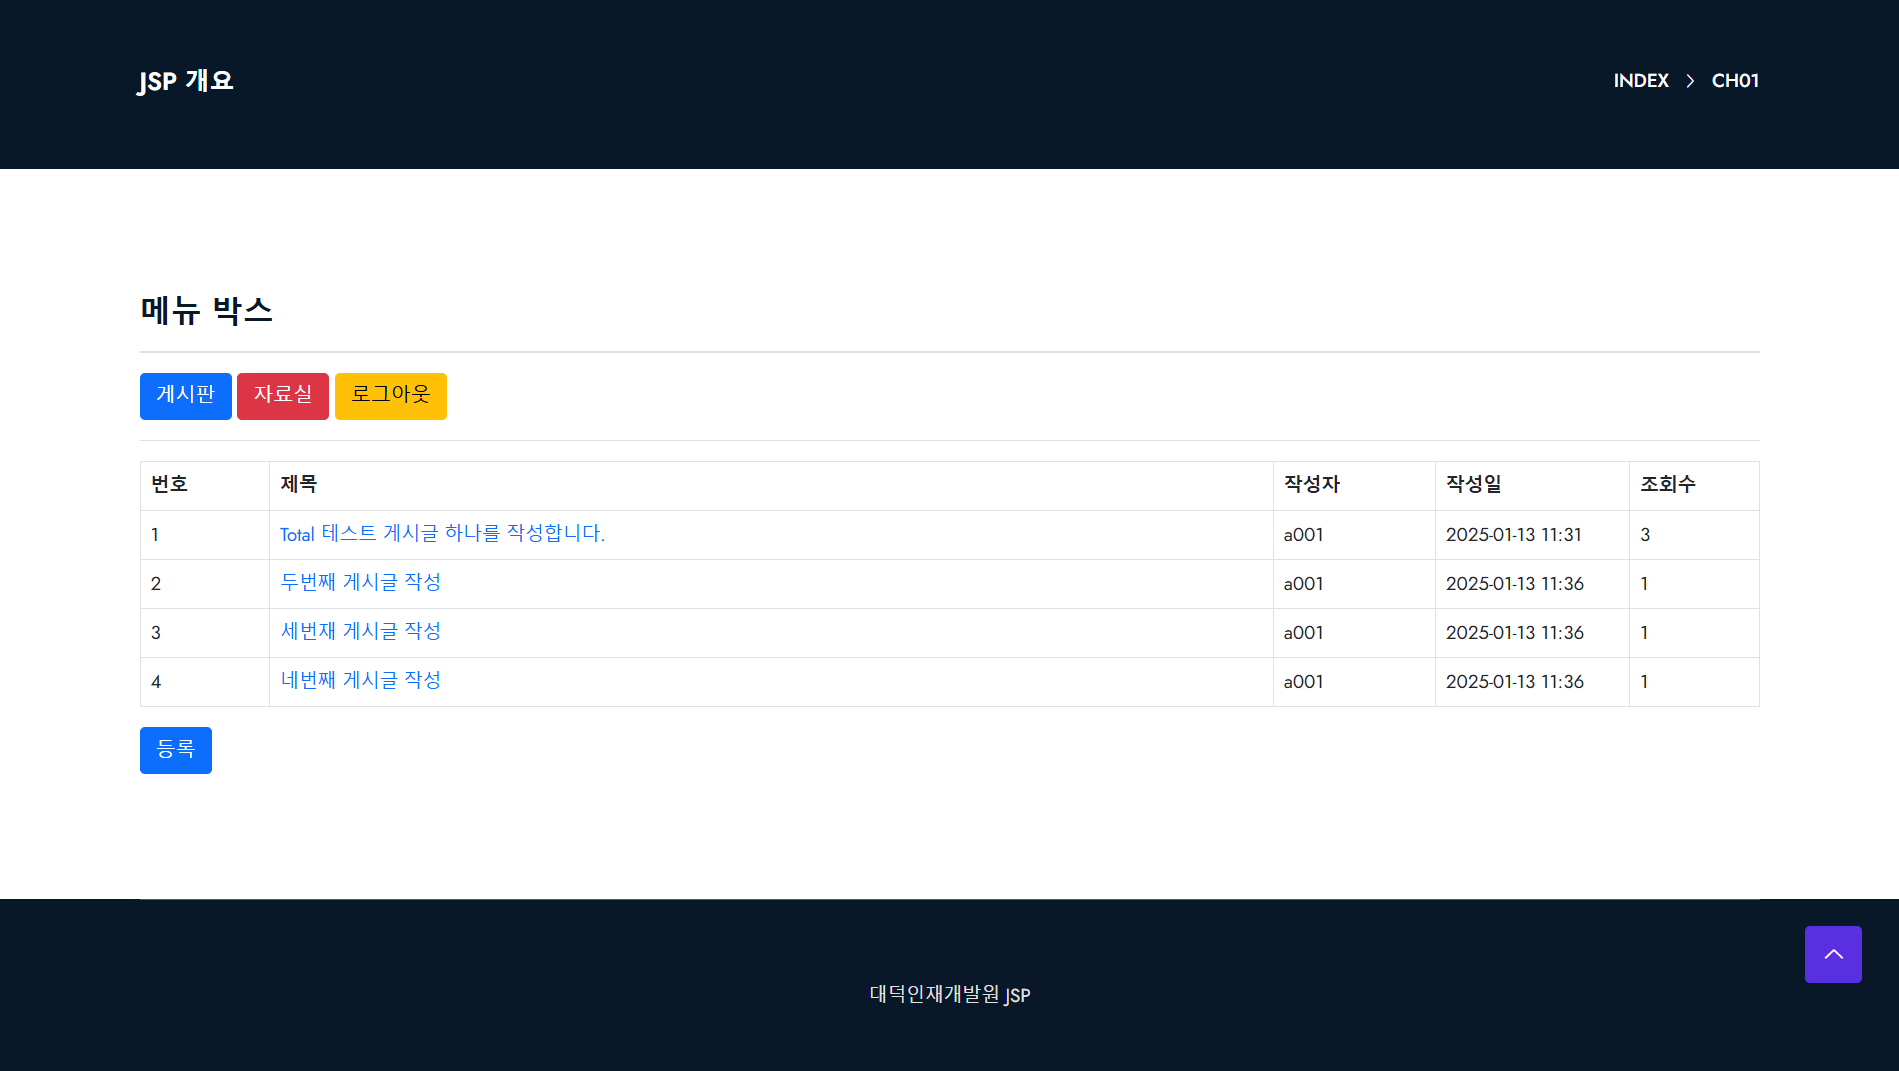 JSP 개요
INDEX > CH01
메뉴 박스
게시판 자료실 로그아웃
번호 제목 작성자 작성일 조회수
1 Total 테스트 게시글 하나를 작성합니다. a001 2025-01-13 11:31 3
2 두번째 게시글 작성 a001 2025-01-13 11:36 1
3 세번재 게시글 작성 a001 2025-01-13 11:36 1
4 네번째 게시글 작성 a001 2025-01-13 11:36 1
등록
대덕인재개발원 JSP